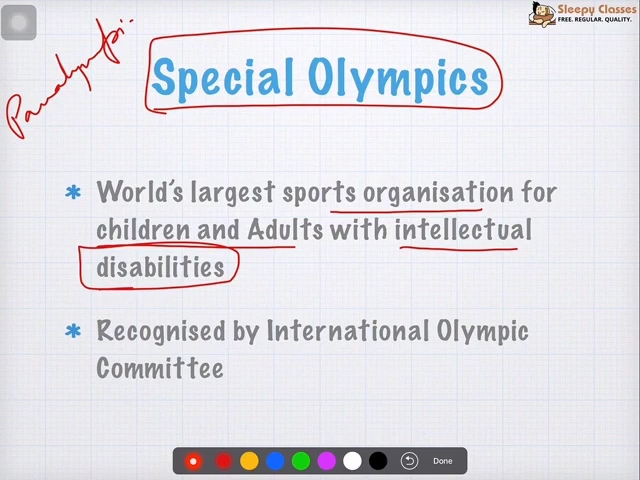 Sleepy Classes
FREE. REGULAR. QUALITY.
Special Olympics
World's largest sports organisation for
children and Adults with intellectual
disabilities
Recognised by International Olympic
Committee
Done